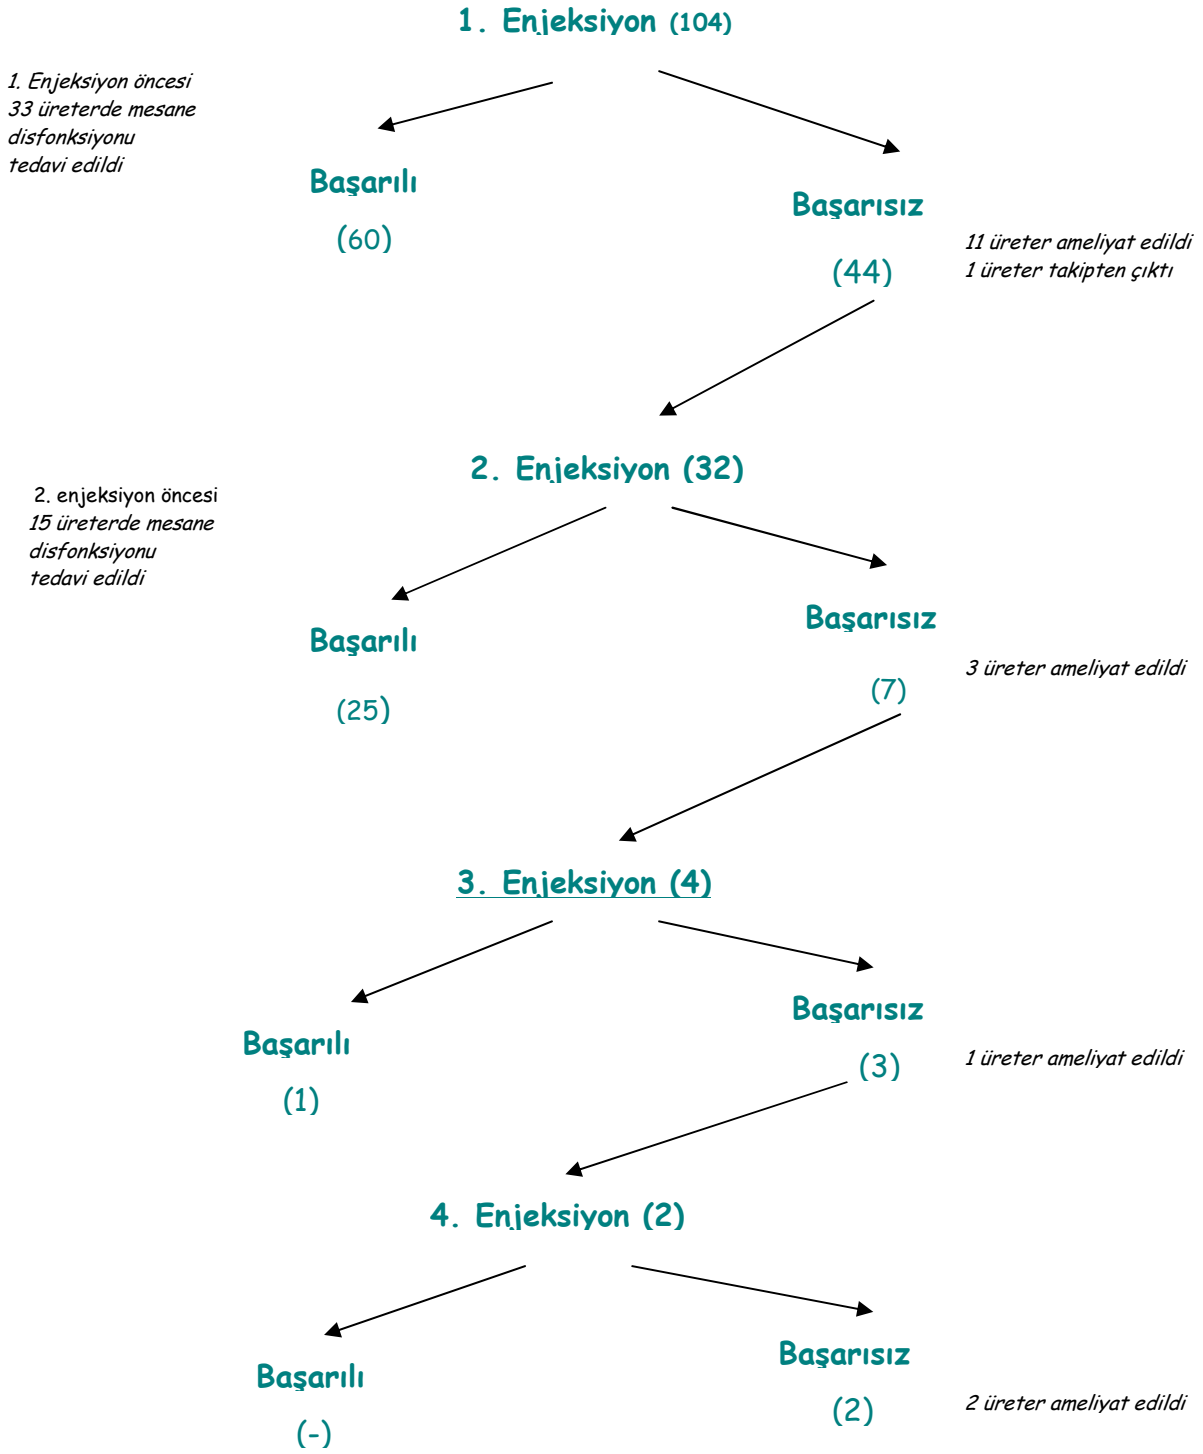 1. Enjeksiyon (104)
1. Enjeksiyon öncesi
33 üreterde mesane
disfonksiyonu
tedavi edildi
Başarılı
(60)
Başarısız
(44)
11 üreter ameliyat edildi
1 üreter takipten çıktı
2. Enjeksiyon (32)
2. enjeksiyon öncesi
15 üreterde mesane
disfonksiyonu
tedavi edildi
Başarılı
(25)
Başarısız
(7)
3 üreter ameliyat edildi
3. Enjeksiyon (4)
Başarılı
(1)
Başarısız
(3)
1 üreter ameliyat edildi
4. Enjeksiyon (2)
Başarılı
(-)
Başarısız
(2)
2 üreter ameliyat edildi